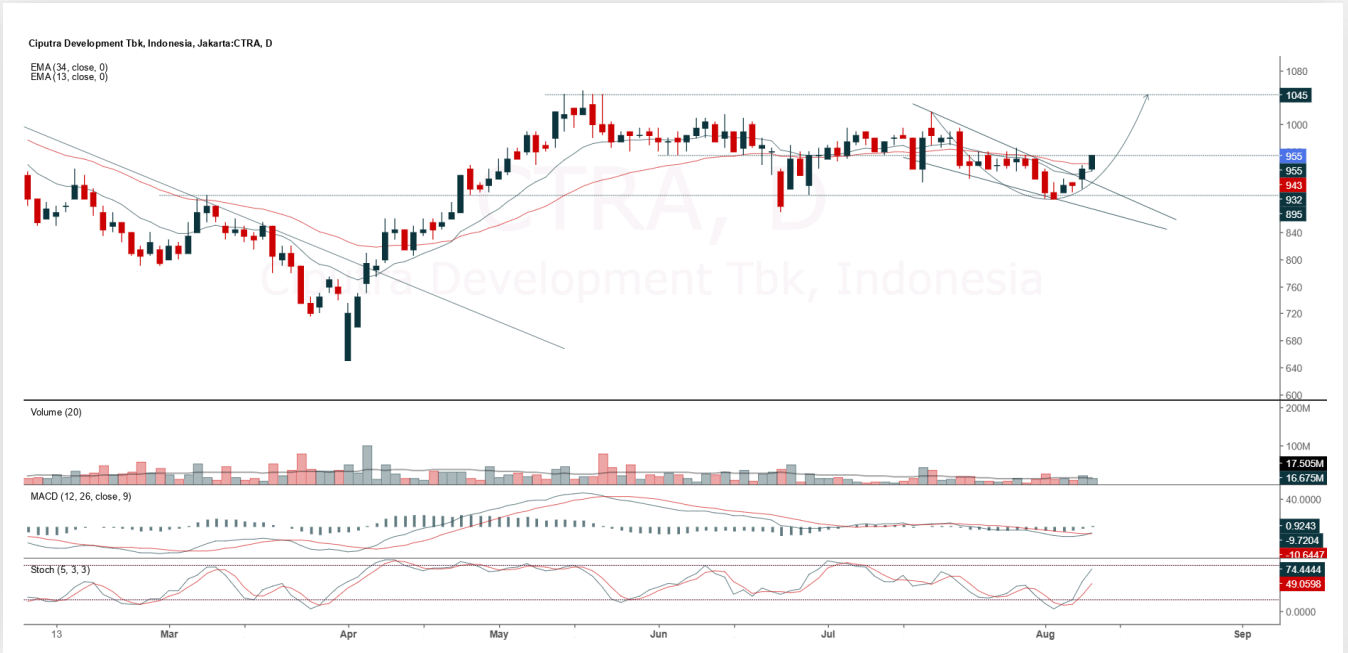 Ciputra Development Tbk, Indonesia, Jakarta:CTRA, D
EMA (34, close, 0)
EMA (13, close, 0)
CTRA, D
Ciputra Development Tbk, Indonesia
1080
1045
1000
955
955
943
932
895
840
800
760
720
680
640
600
Volume (20)
200M
100M
17.505M
16.675M
MACD (12, 26, close, 9)
40.0000
0.9243
-9.7204
-10.6447
Stoch (5, 3, 3)
74.4444
49.0598
0.0000
13 Mar Apr May Jun Jul Aug Sep